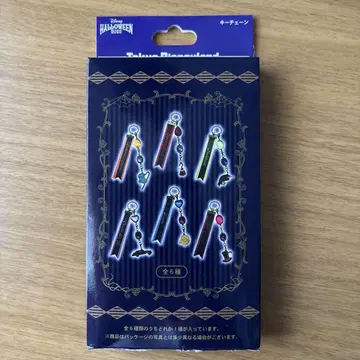 Disney
HALLOWEEN
キーチェーン
Tokyo Disneyland
全6種
全6種類のうちどれか1種が入っています。
※商品はパッケージの写真とは多少異なる場合がございます。